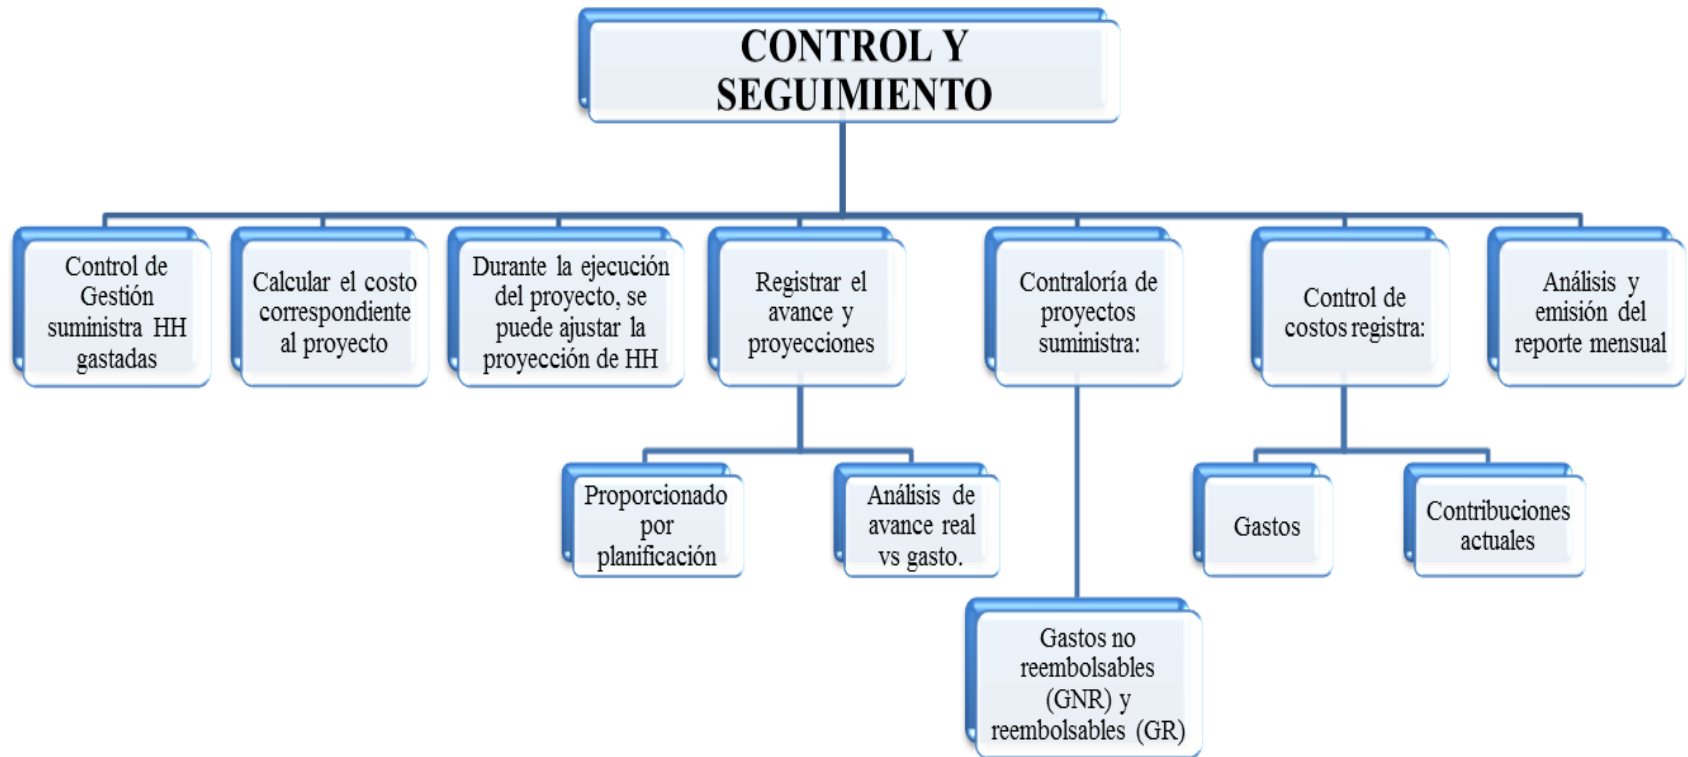 CONTROL Y
SEGUIMIENTO
Control de
Gestión
suministra HH
gastadas
Calcular el costo
correspondiente
al proyecto
Durante la ejecución
del proyecto, se
puede ajustar la
proyección de HH
Registrar el
avance y
proyecciones
Contraloría de
proyectos
suministra:
Control de
costos registra:
Análisis y
emisión del
reporte mensual
Proporcionado
por
planificación
Análisis de
avance real
vs gasto.
Gastos
Contribuciones
actuales
Gastos no
reembolsables
(GNR) y
reembolsables (GR)